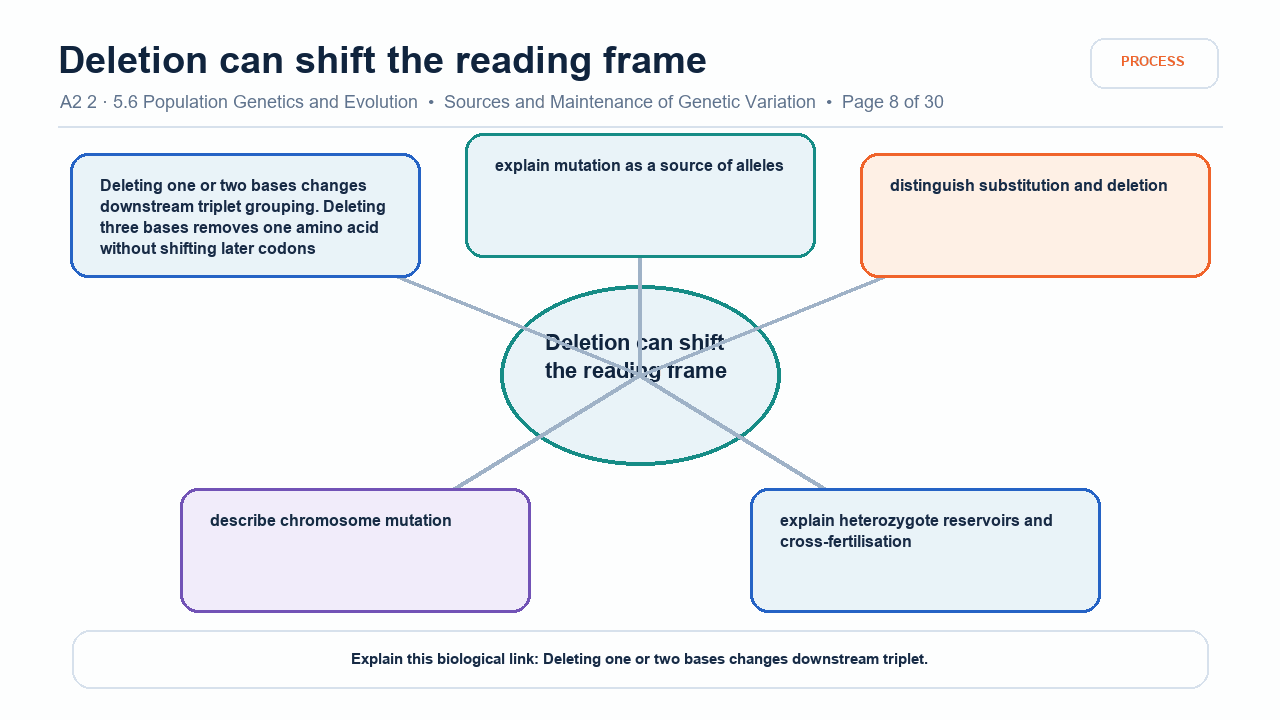 Deletion can shift the reading frame
PROCESS
A2 2 · 5.6 Population Genetics and Evolution • Sources and Maintenance of Genetic Variation • Page 8 of 30
Deleting one or two bases changes
downstream triplet grouping. Deleting
three bases removes one amino acid
without shifting later codons
explain mutation as a source of alleles
distinguish substitution and deletion
Deletion can shift
the reading frame
describe chromosome mutation
explain heterozygote reservoirs and
cross-fertilisation
Explain this biological link: Deleting one or two bases changes downstream triplet.